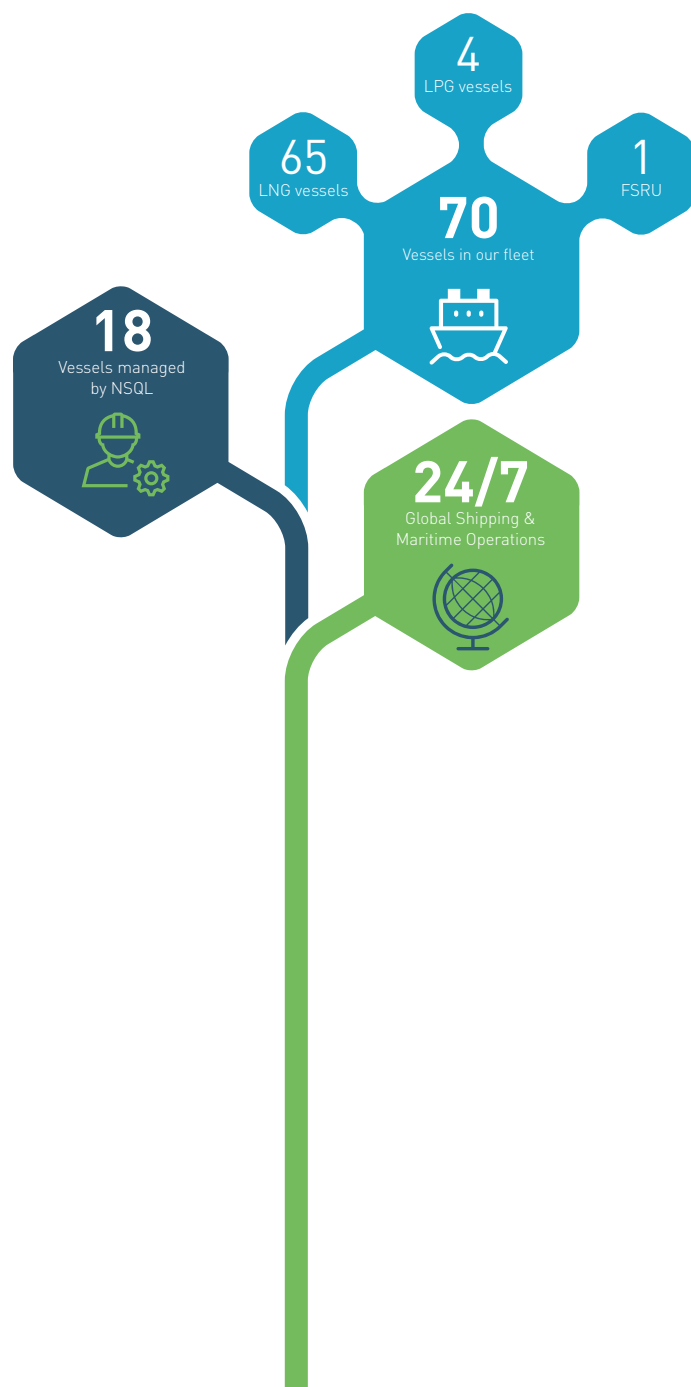 4
LPG vessels
65
LNG vessels
1
FSRU
70
Vessels in our fleet
18
Vessels managed
by NSQL
24/7
Global Shipping &
Maritime Operations